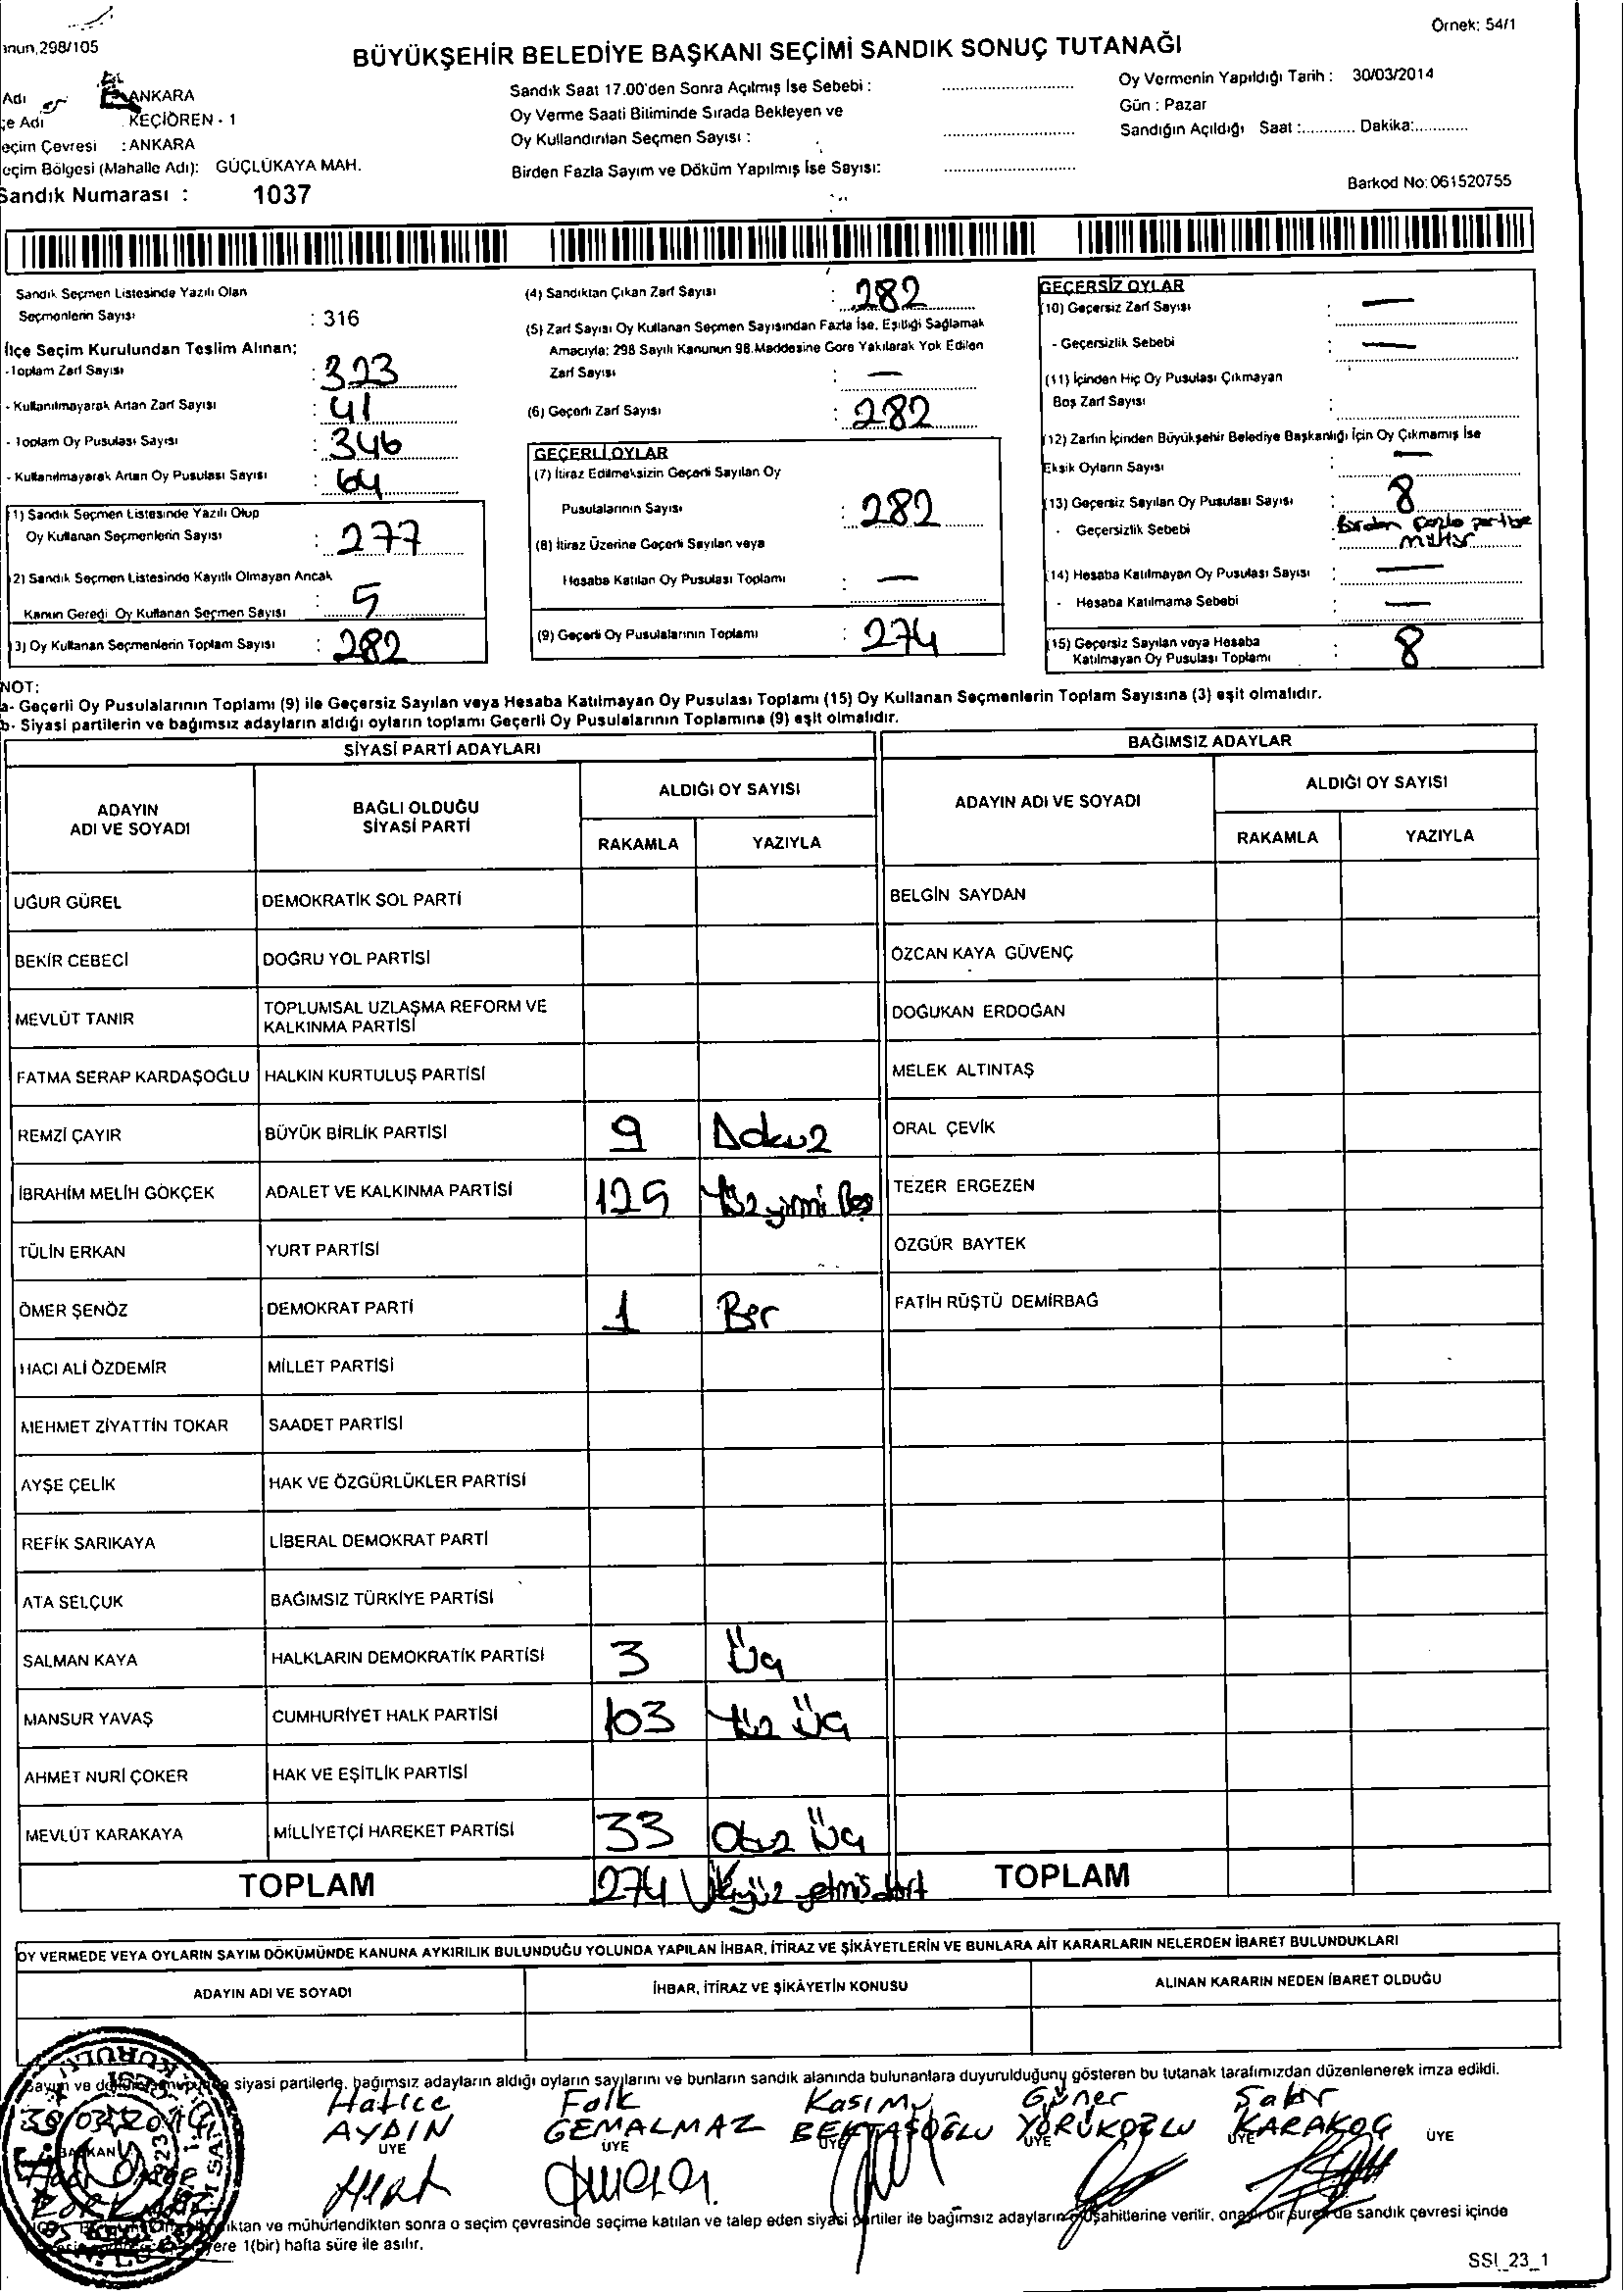 Örnek: 54/1
anun,298/105
BÜYÜKŞEHİR BELEDİYE BAŞKANI SEÇİMİ SANDIK SONUÇ TUTANAĞI
Adı ANKARA
çe Adı KEÇİÖREN - 1
eçim Çevresi : ANKARA
eçim Bölgesi (Mahalle Adı): GÜÇLÜKAYA MAH.
Sandık Numarası : 1037
Sandık Saat 17.00'den Sonra Açılmış İse Sebebi :
Oy Verme Saati Bitiminde Sırada Bekleyen ve
Oy Kullandırılan Seçmen Sayısı :
Birden Fazla Sayım ve Döküm Yapılmış İse Sayısı:
Oy Vermenin Yapıldığı Tarih : 30/03/2014
Gün : Pazar
Sandığın Açıldığı Saat :........... Dakika:...........
Barkod No: 061520755
Sandık Seçmen Listesinde Yazılı Olan
Seçmenlerin Sayısı : 316
İlçe Seçim Kurulundan Teslim Alınan;
-Toplam Zarf Sayısı : 323
- Kullanılmayarak Artan Zarf Sayısı : 41
- Toplam Oy Pusulası Sayısı : 346
- Kullanılmayarak Artan Oy Pusulası Sayısı : 64
(1) Sandık Seçmen Listesinde Yazılı Olup
Oy Kullanan Seçmenlerin Sayısı : 277
(2) Sandık Seçmen Listesinde Kayıtlı Olmayan Ancak
Kanun Gereği Oy Kullanan Seçmen Sayısı : 5
(3) Oy Kullanan Seçmenlerin Toplam Sayısı : 282
(4) Sandıktan Çıkan Zarf Sayısı : 282
(5) Zarf Sayısı Oy Kullanan Seçmen Sayısından Fazla İse, Eşitliği Sağlamak
Amacıyla; 298 Sayılı Kanunun 98.Maddesine Göre Yakılarak Yok Edilen
Zarf Sayısı : —
(6) Geçerli Zarf Sayısı : 282
GEÇERLİ OYLAR
(7) İtiraz Edilmeksizin Geçerli Sayılan Oy
Pusulalarının Sayısı : 282
(8) İtiraz Üzerine Geçerli Sayılan veya
Hesaba Katılan Oy Pusulası Toplamı : —
(9) Geçerli Oy Pusulalarının Toplamı : 274
GEÇERSİZ OYLAR
(10) Geçersiz Zarf Sayısı : —
- Geçersizlik Sebebi : —
(11) İçinden Hiç Oy Pusulası Çıkmayan
Boş Zarf Sayısı :
(12) Zarfın İçinden Büyükşehir Belediye Başkanlığı İçin Oy Çıkmamış İse
Eksik Oyların Sayısı —
(13) Geçersiz Sayılan Oy Pusulası Sayısı : 8
- Geçersizlik Sebebi : Birden fazla partiye
mühür
(14) Hesaba Katılmayan Oy Pusulası Sayısı : —
- Hesaba Katılmama Sebebi : —
(15) Geçersiz Sayılan veya Hesaba
Katılmayan Oy Pusulası Toplamı : 8
NOT:
a- Geçerli Oy Pusulalarının Toplamı (9) ile Geçersiz Sayılan veya Hesaba Katılmayan Oy Pusulası Toplamı (15) Oy Kullanan Seçmenlerin Toplam Sayısına (3) eşit olmalıdır.
b- Siyasi partilerin ve bağımsız adayların aldığı oyların toplamı Geçerli Oy Pusulalarının Toplamına (9) eşit olmalıdır.
SİYASİ PARTİ ADAYLARI BAĞIMSIZ ADAYLAR
ADAYIN ADI VE SOYADI BAĞLI OLDUĞU SİYASİ PARTİ ALDIĞI OY SAYISI ADAYIN ADI VE SOYADI ALDIĞI OY SAYISI
RAKAMLA YAZIYLA RAKAMLA YAZIYLA
UĞUR GÜREL DEMOKRATİK SOL PARTİ BELGİN SAYDAN
BEKİR CEBECİ DOĞRU YOL PARTİSİ ÖZCAN KAYA GÜVENÇ
MEVLÜT TANIR TOPLUMSAL UZLAŞMA REFORM VE KALKINMA PARTİSİ DOĞUKAN ERDOĞAN
FATMA SERAP KARDAŞOĞLU HALKIN KURTULUŞ PARTİSİ MELEK ALTINTAŞ
REMZİ ÇAYIR BÜYÜK BİRLİK PARTİSİ 9 Dokuz ORAL ÇEVİK
İBRAHİM MELİH GÖKÇEK ADALET VE KALKINMA PARTİSİ 125 Yüz yirmi Beş TEZER ERGEZEN
TÜLİN ERKAN YURT PARTİSİ ÖZGÜR BAYTEK
ÖMER ŞENÖZ DEMOKRAT PARTİ 1 Bir FATİH RÜŞTÜ DEMİRBAĞ
HACI ALİ ÖZDEMİR MİLLET PARTİSİ
MEHMET ZİYATTİN TOKAR SAADET PARTİSİ
AYŞE ÇELİK HAK VE ÖZGÜRLÜKLER PARTİSİ
REFİK SARIKAYA LİBERAL DEMOKRAT PARTİ
ATA SELÇUK BAĞIMSIZ TÜRKİYE PARTİSİ
SALMAN KAYA HALKLARIN DEMOKRATİK PARTİSİ 3 Üç
MANSUR YAVAŞ CUMHURİYET HALK PARTİSİ 103 Yüz Üç
AHMET NURİ ÇOKER HAK VE EŞİTLİK PARTİSİ
MEVLÜT KARAKAYA MİLLİYETÇİ HAREKET PARTİSİ 33 Otuz Üç
TOPLAM 274 İkiyüz yetmiş dört TOPLAM
OY VERMEDE VEYA OYLARIN SAYIM DÖKÜMÜNDE KANUNA AYKIRILIK BULUNDUĞU YOLUNDA YAPILAN İHBAR, İTİRAZ VE ŞİKÂYETLERİN VE BUNLARA AİT KARARLARIN NELERDEN İBARET BULUNDUKLARI
ADAYIN ADI VE SOYADI İHBAR, İTİRAZ VE ŞİKÂYETİN KONUSU ALINAN KARARIN NEDEN İBARET OLDUĞU
siyasi partilerle, bağımsız adayların aldığı oyların sayılarını ve bunların sandık alanında bulunanlara duyurulduğunu gösteren bu tutanak tarafımızdan düzenlenerek imza edildi.
Hatice Faik Kasım Güner Sabır
AYDIN GEMALMAZ BEKTAŞOĞLU YÖRÜKOĞLU KARAKOÇ
BAŞKAN ÜYE ÜYE ÜYE ÜYE ÜYE ÜYE
ve mühürlendikten sonra o seçim çevresinde seçime katılan ve talep eden siyasi partiler ile bağımsız adayların müşahitlerine verilir, onaylı bir sureti de sandık çevresi içinde
yere 1(bir) hafta süre ile asılır.
SSI_23_1